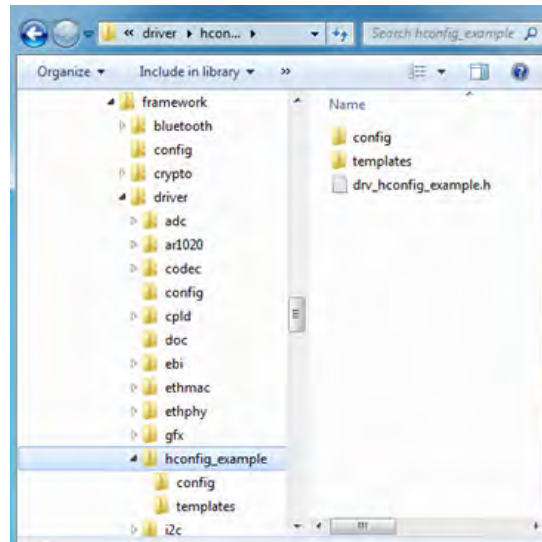 « driver ▸ hcon... ▸
Search hconfig_example
Organize ▾ Include in library ▾ »
framework
bluetooth
config
crypto
driver
adc
ar1020
codec
config
cpld
doc
ebi
ethmac
ethphy
gfx
hconfig_example
config
templates
i2c
Name
config
templates
drv_hconfig_example.h